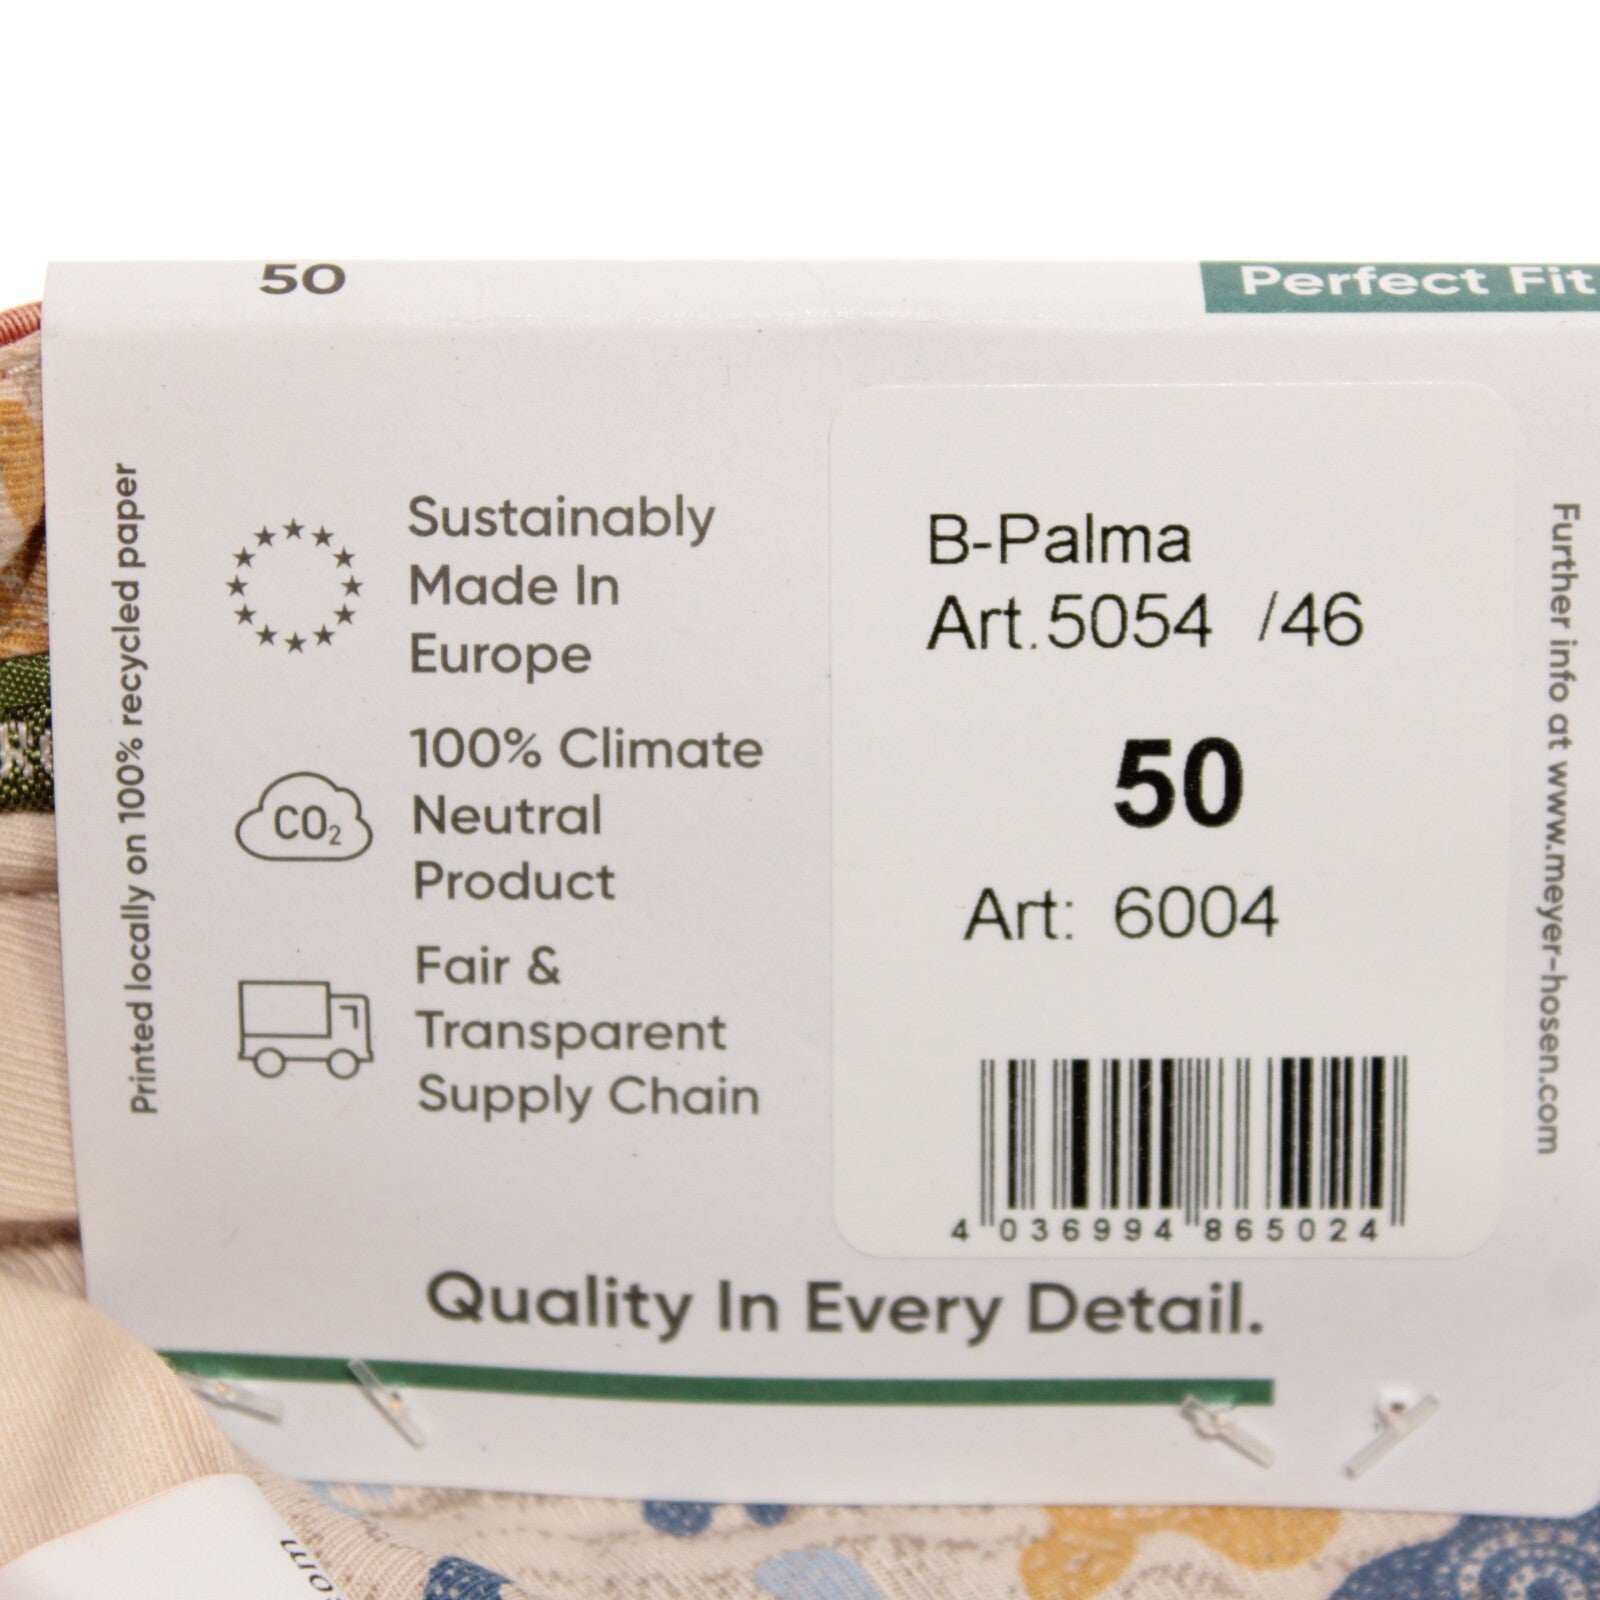 50
Perfect Fit
Printed locally on 100% recycled paper
Sustainably
Made In
Europe
CO₂
100% Climate
Neutral
Product
Fair &
Transparent
Supply Chain
B-Palma
Art.5054 /46
50
Art: 6004
4 036994 865024
Further info at www.meyer-hosen.com
Quality In Every Detail.